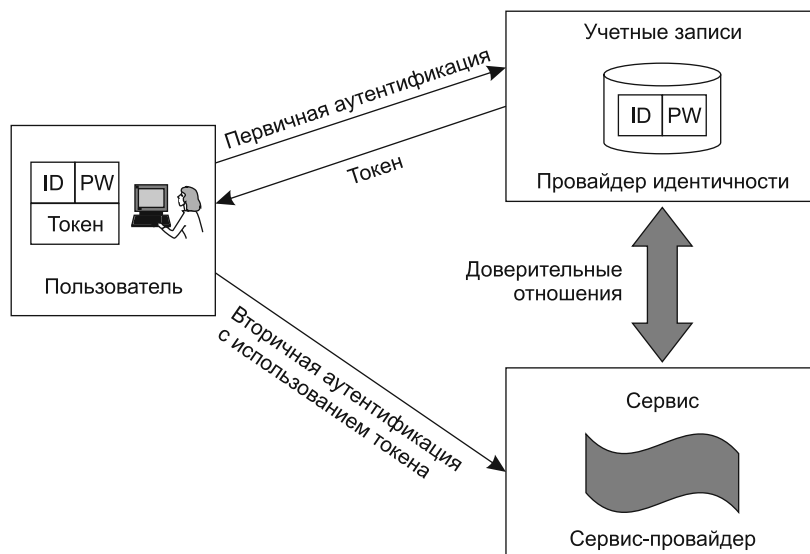 Учетные записи
ID PW
Провайдер идентичности
Первичная аутентификация
Токен
ID PW
Токен
Пользователь
Доверительные
отношения
Вторичная аутентификация
с использованием токена
Сервис
Сервис-провайдер